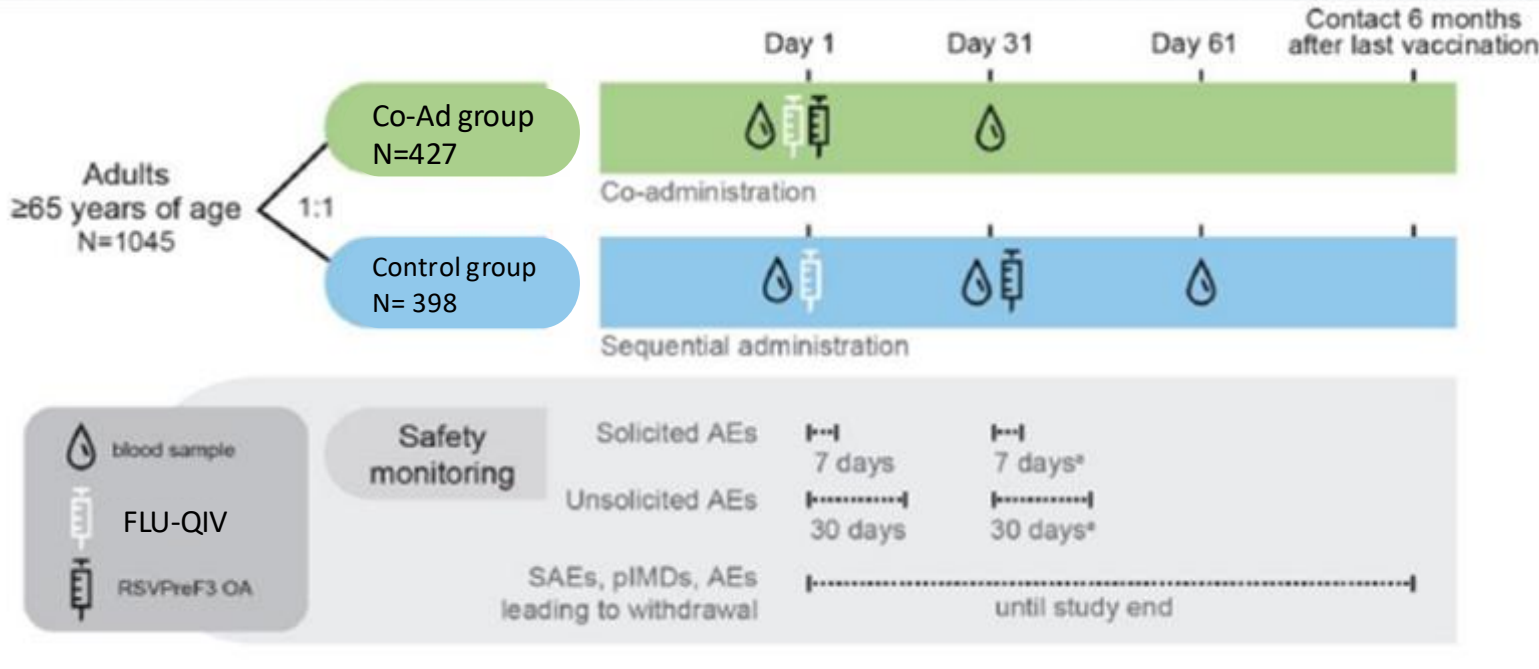 Contact 6 months
after last vaccination
Day 1
Day 31
Day 61
Co-Ad group
N=427
Adults
≥65 years of age
N=1045
1:1
Co-administration
Control group
N= 398
Sequential administration
blood sample
FLU-QIV
RSVPreF3 OA
Safety
monitoring
Solicited AEs
7 days
7 daysᵃ
Unsolicited AEs
30 days
30 daysᵃ
SAEs, pIMDs, AEs
leading to withdrawal
until study end